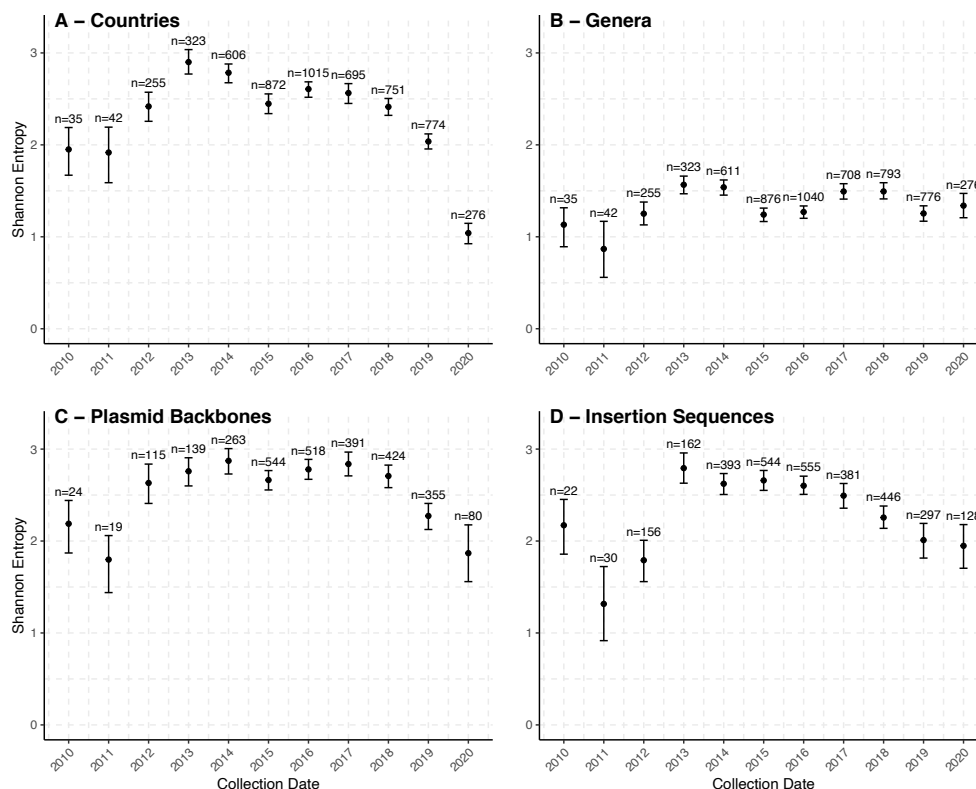 A – Countries
Shannon Entropy
3
2
1
0
n=35
n=42
n=255
n=323
n=606
n=872
n=1015
n=695
n=751
n=774
n=276
2010
2011
2012
2013
2014
2015
2016
2017
2018
2019
2020
B – Genera
3
2
1
0
n=35
n=42
n=255
n=323
n=611
n=876
n=1040
n=708
n=793
n=776
n=276
2010
2011
2012
2013
2014
2015
2016
2017
2018
2019
2020
C – Plasmid Backbones
Shannon Entropy
3
2
1
0
n=24
n=19
n=115
n=139
n=263
n=544
n=518
n=391
n=424
n=355
n=80
2010
2011
2012
2013
2014
2015
2016
2017
2018
2019
2020
Collection Date
D – Insertion Sequences
3
2
1
0
n=22
n=30
n=156
n=162
n=393
n=544
n=555
n=381
n=446
n=297
n=128
2010
2011
2012
2013
2014
2015
2016
2017
2018
2019
2020
Collection Date